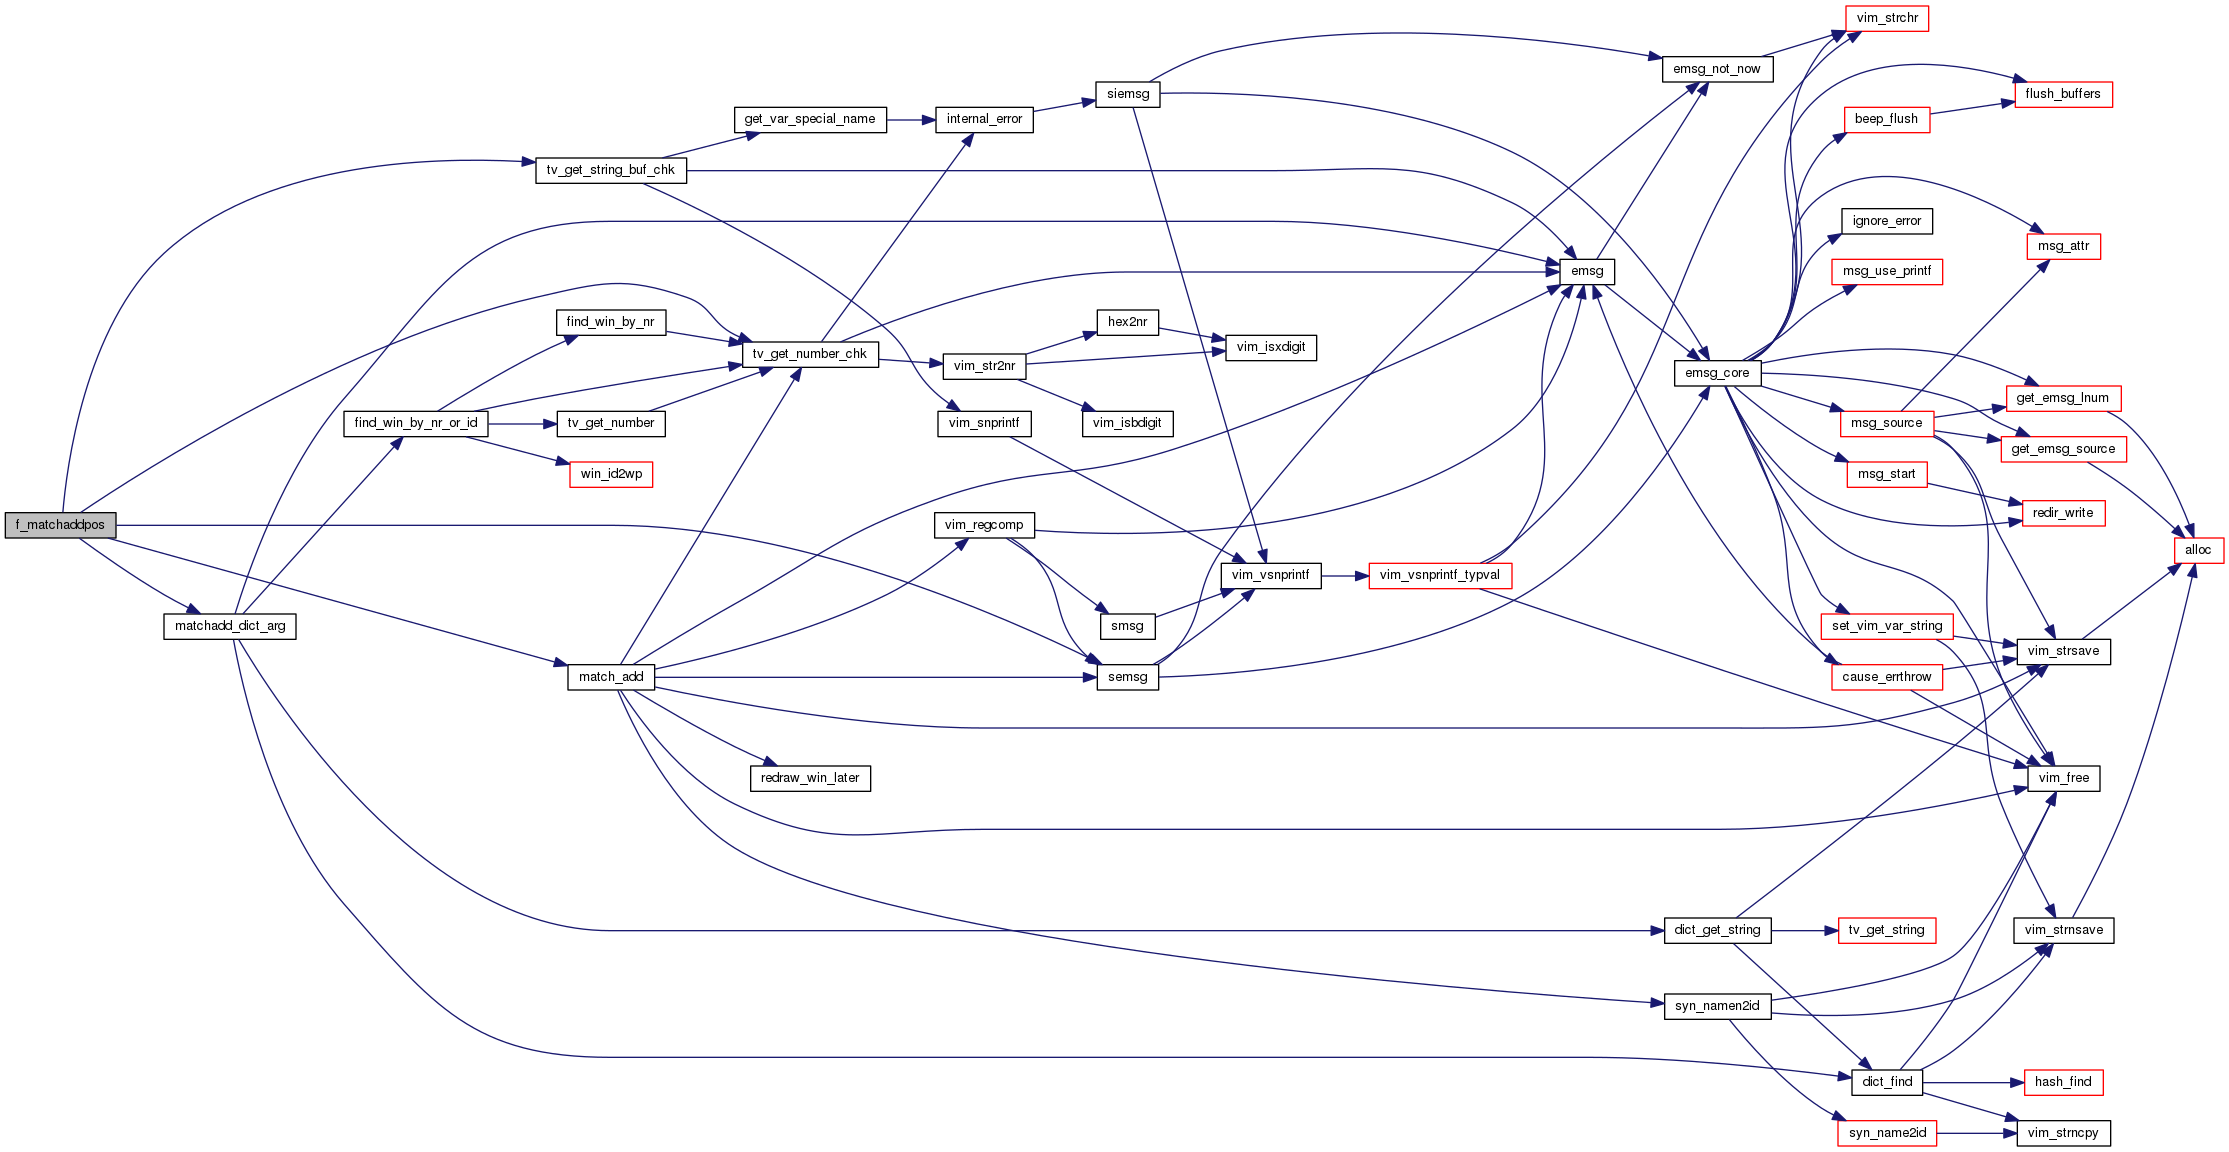 vim_strchr
emsg_not_now
siemsg
flush_buffers
get_var_special_name
internal_error
beep_flush
tv_get_string_buf_chk
ignore_error
msg_attr
emsg
msg_use_printf
find_win_by_nr
hex2nr
vim_isxdigit
tv_get_number_chk
vim_str2nr
emsg_core
get_emsg_lnum
find_win_by_nr_or_id
tv_get_number
vim_snprintf
vim_isbdigit
msg_source
get_emsg_source
win_id2wp
msg_start
f_matchaddpos
vim_regcomp
redir_write
alloc
vim_vsnprintf
vim_vsnprintf_typval
matchadd_dict_arg
smsg
set_vim_var_string
vim_strsave
match_add
semsg
cause_errthrow
redraw_win_later
vim_free
dict_get_string
tv_get_string
vim_strnsave
syn_namen2id
dict_find
hash_find
syn_name2id
vim_strncpy